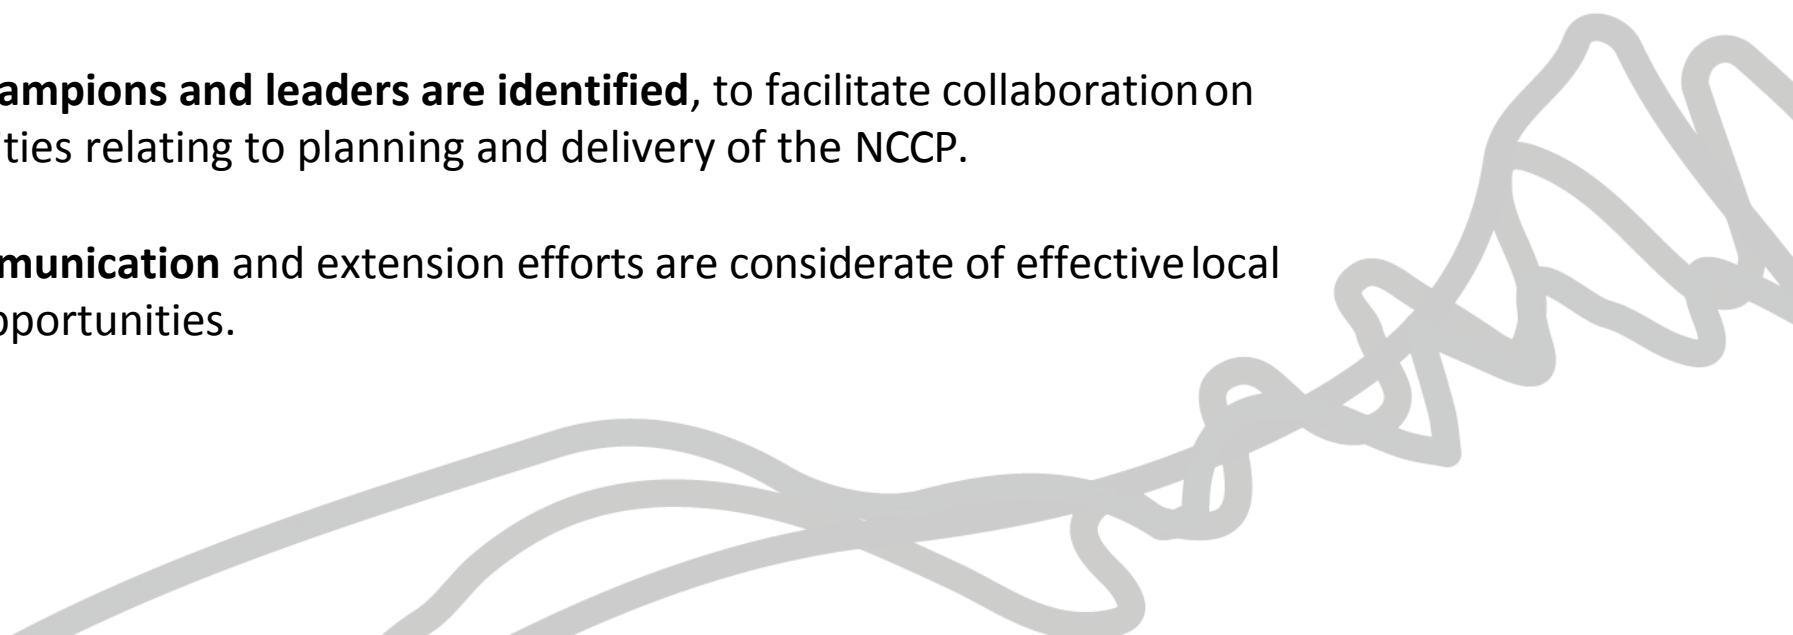 ampions and leaders are identified, to facilitate collaboration on
ties relating to planning and delivery of the NCCP.
munication and extension efforts are considerate of effective local
pportunities.